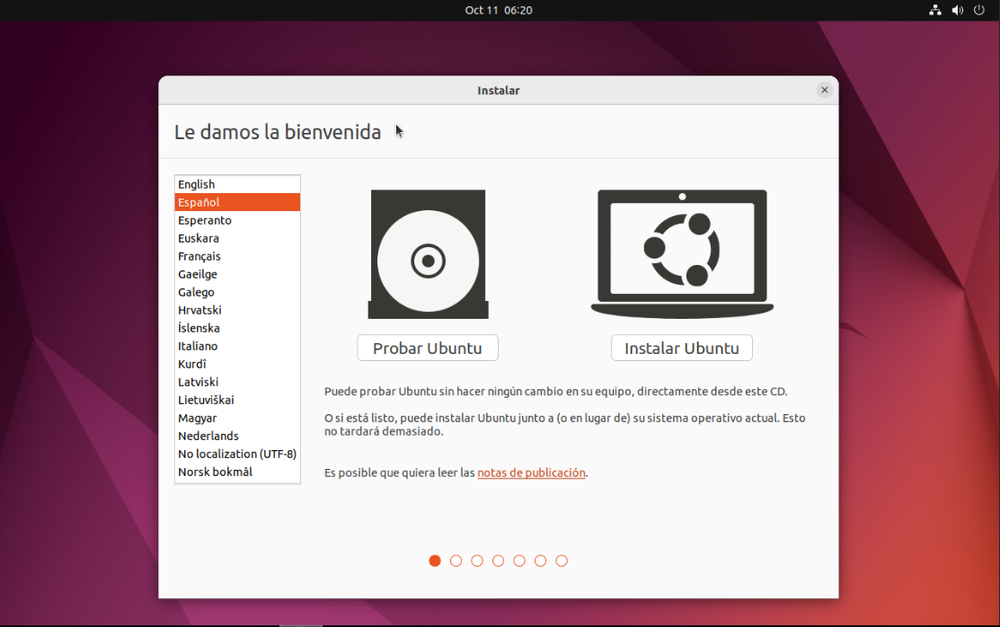 Oct 11 06:20
Instalar
Le damos la bienvenida
English
Español
Esperanto
Euskara
Français
Gaeilge
Galego
Hrvatski
Íslenska
Italiano
Kurdî
Latviski
Lietuviškai
Magyar
Nederlands
No localization (UTF-8)
Norsk bokmål
Probar Ubuntu
Instalar Ubuntu
Puede probar Ubuntu sin hacer ningún cambio en su equipo, directamente desde este CD.
O si está listo, puede instalar Ubuntu junto a (o en lugar de) su sistema operativo actual. Esto
no tardará demasiado.
Es posible que quiera leer las notas de publicación.